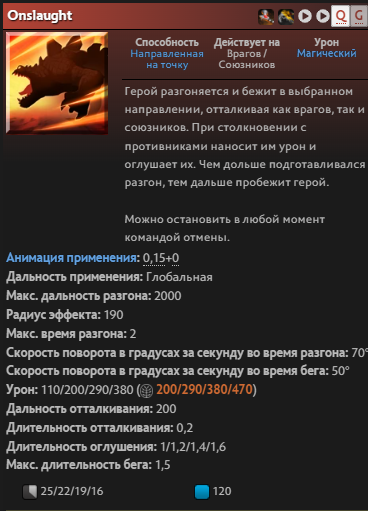 Onslaught Q G
Способность Действует на Урон
Направленная Врагов / Магический
на точку Союзников
Герой разгоняется и бежит в выбранном
направлении, отталкивая как врагов, так и
союзников. При столкновении с
противниками наносит им урон и
оглушает их. Чем дольше подготавливался
разгон, тем дальше пробежит герой.
Можно остановить в любой момент
командой отмены.
Анимация применения: 0,15+0
Дальность применения: Глобальная
Макс. дальность разгона: 2000
Радиус эффекта: 190
Макс. время разгона: 2
Скорость поворота в градусах за секунду во время разгона: 70°
Скорость поворота в градусах за секунду во время бега: 50°
Урон: 110/200/290/380 (200/290/380/470)
Дальность отталкивания: 200
Длительность отталкивания: 0,2
Длительность оглушения: 1/1,2/1,4/1,6
Макс. длительность бега: 1,5
25/22/19/16 120